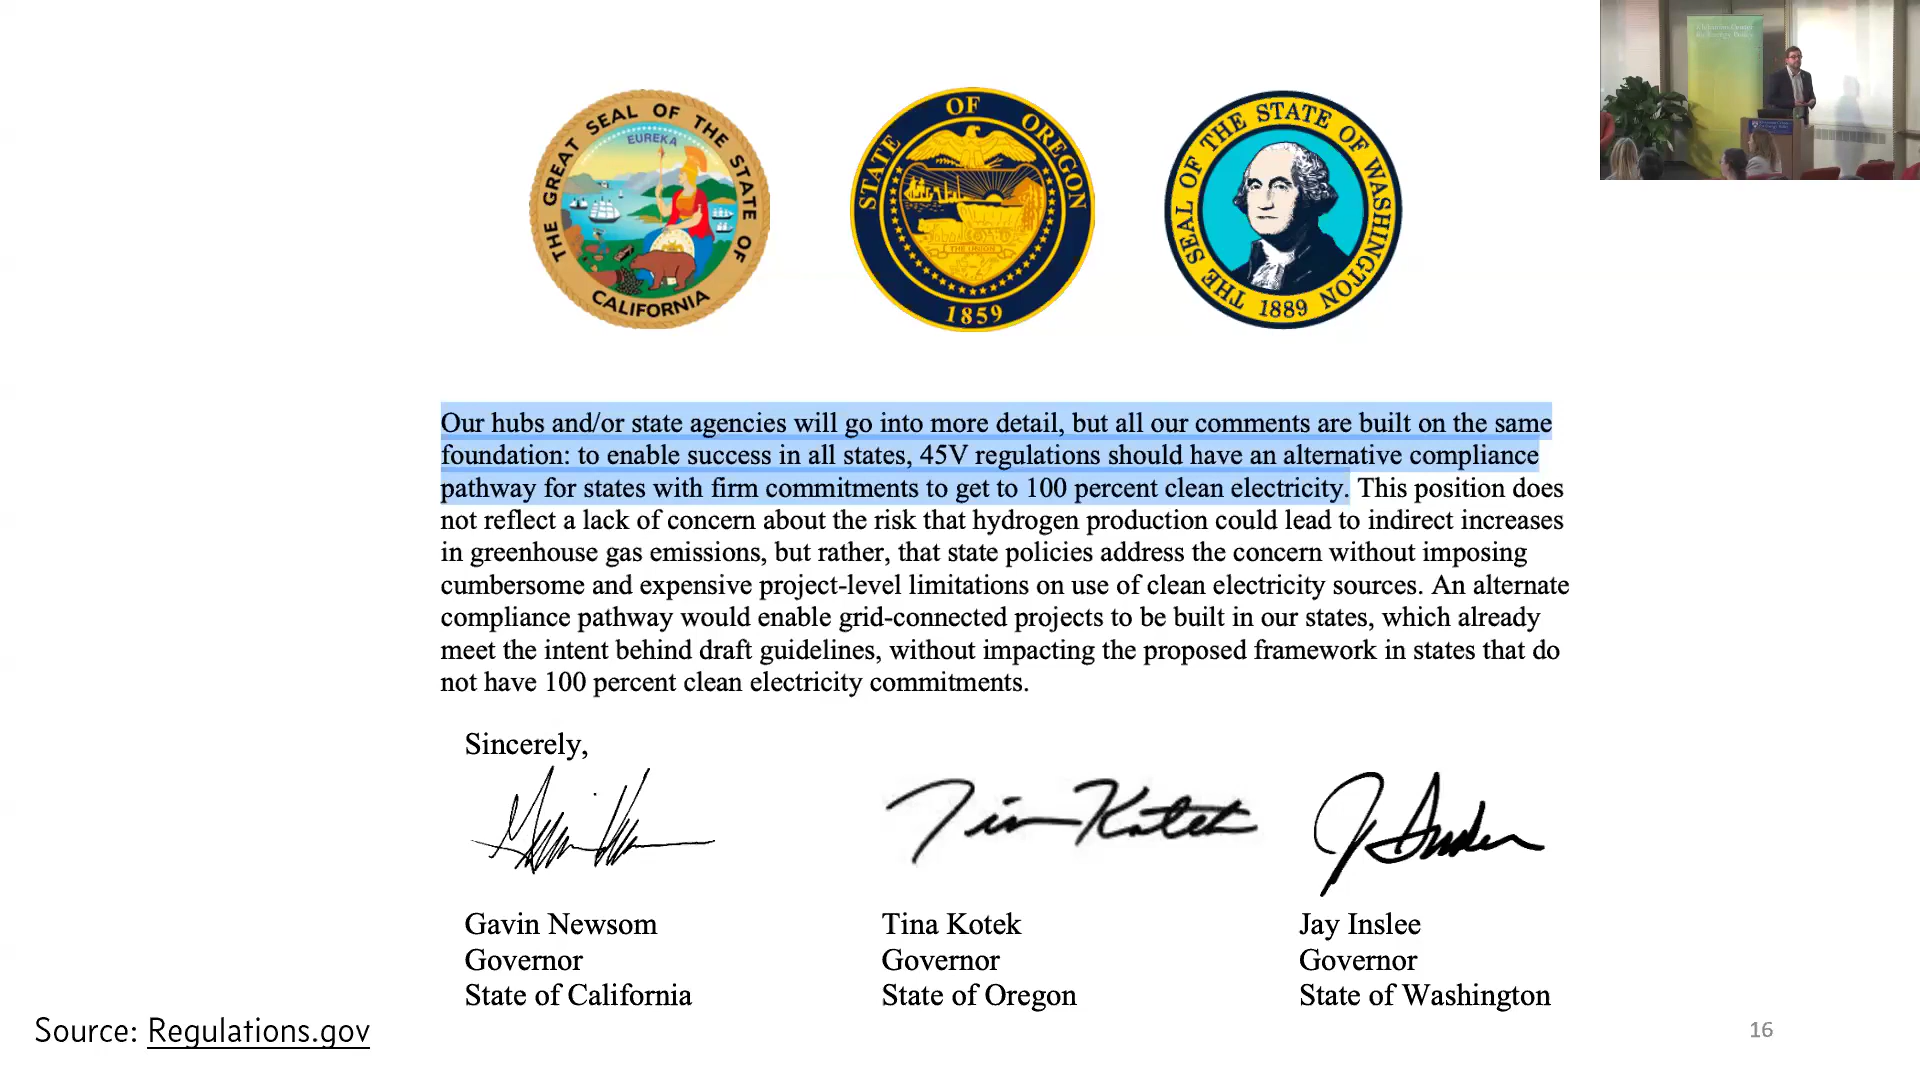 THE GREAT SEAL OF THE STATE OF CALIFORNIA
EUREKA
STATE OF OREGON
THE UNION
1859
THE SEAL OF THE STATE OF WASHINGTON
1889
Our hubs and/or state agencies will go into more detail, but all our comments are built on the same
foundation: to enable success in all states, 45V regulations should have an alternative compliance
pathway for states with firm commitments to get to 100 percent clean electricity. This position does
not reflect a lack of concern about the risk that hydrogen production could lead to indirect increases
in greenhouse gas emissions, but rather, that state policies address the concern without imposing
cumbersome and expensive project-level limitations on use of clean electricity sources. An alternate
compliance pathway would enable grid-connected projects to be built in our states, which already
meet the intent behind draft guidelines, without impacting the proposed framework in states that do
not have 100 percent clean electricity commitments.
Sincerely,
Tina Kotek
Gavin Newsom Tina Kotek Jay Inslee
Governor Governor Governor
State of California State of Oregon State of Washington
Source: Regulations.gov
16